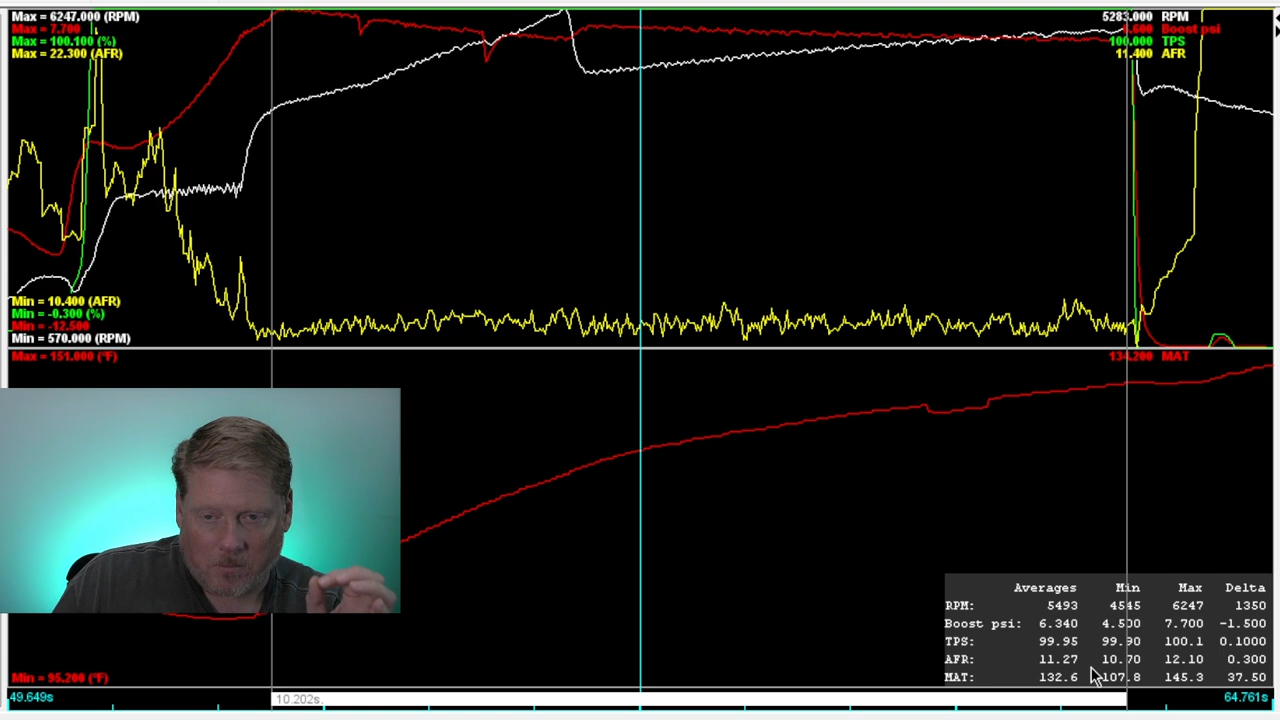 Max = 6247.000 (RPM)
Max = 7.700
Max = 100.100 (%)
Max = 22.300 (AFR)
5283.000 RPM
Boost psi
100.000 TPS
11.400 AFR
Min = 10.400 (AFR)
Min = -0.300 (%)
Min = -12.500
Min = 570.000 (RPM)
Max = 151.000 (°F)
134.200 MAT
Averages Min Max Delta
RPM: 5493 4545 6247 1350
Boost psi: 6.340 4.500 7.700 -1.500
TPS: 99.95 99.90 100.1 0.1000
AFR: 11.27 10.70 12.10 0.300
MAT: 132.6 107.8 145.3 37.50
Min = 95.200 (°F)
49.649s
10.202s
64.761s